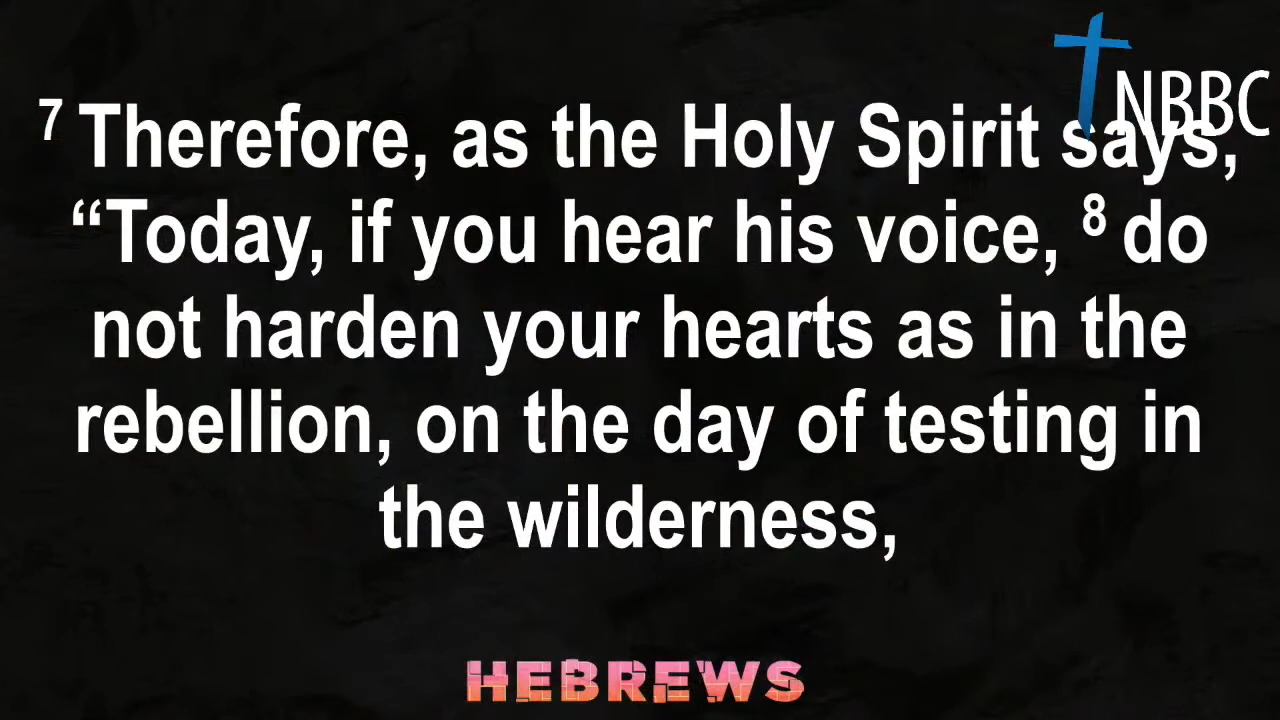 NBBC
⁷ Therefore, as the Holy Spirit says,
“Today, if you hear his voice, ⁸ do
not harden your hearts as in the
rebellion, on the day of testing in
the wilderness,
HEBREWS